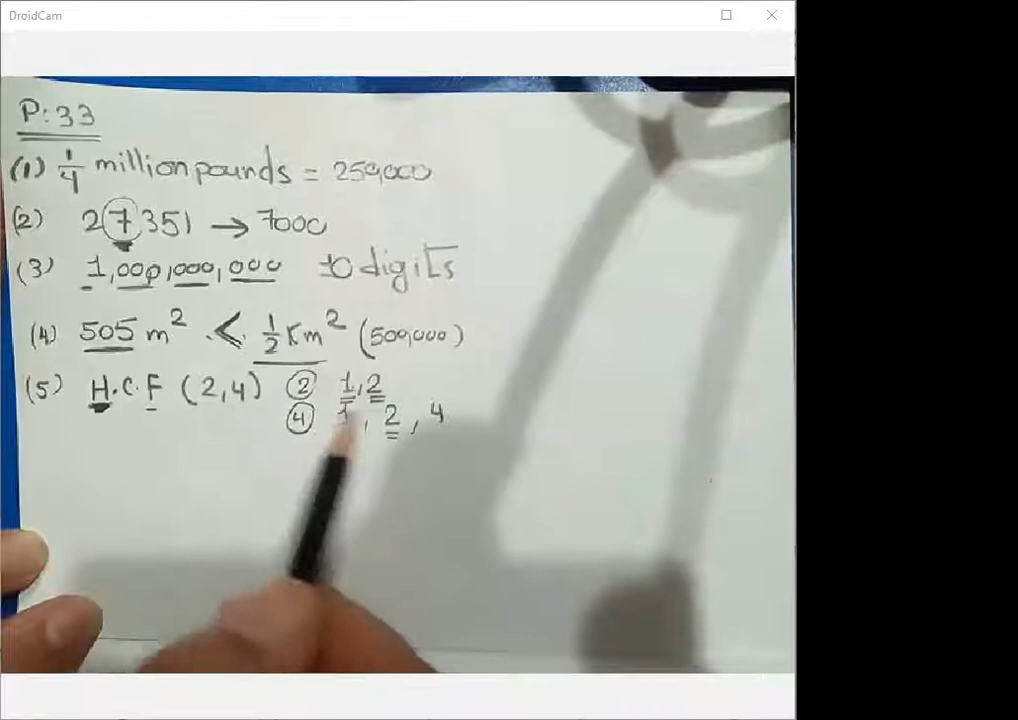 DroidCam
P: 33
(1) 1/4 million pounds = 250,000
(2) 27351 → 7000
(3) 1,000,000,000 10 digits
(4) 505 m² < 1/2 Km² (500,000)
(5) H.C.F (2,4) ② 1,2
④ 1, 2, 4